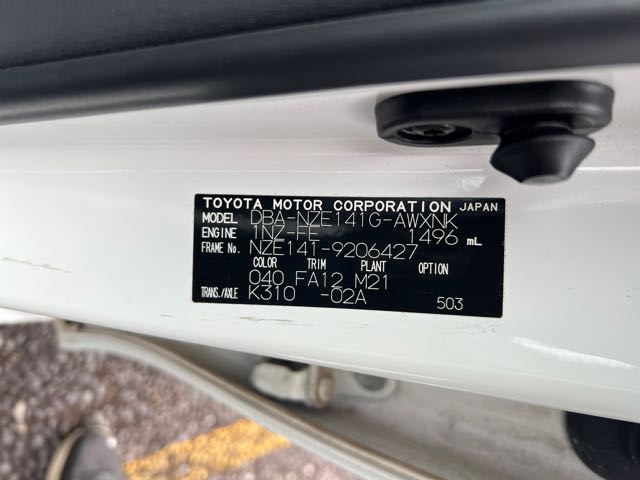 TOYOTA MOTOR CORPORATION JAPAN
MODEL DBA-NZE141G-AWXNK
ENGINE 1NZ-FE 1496 mL
FRAME No. NZE141-9206427
COLOR TRIM PLANT OPTION
040 FA12 M21
TRANS./AXLE K310 -02A 503